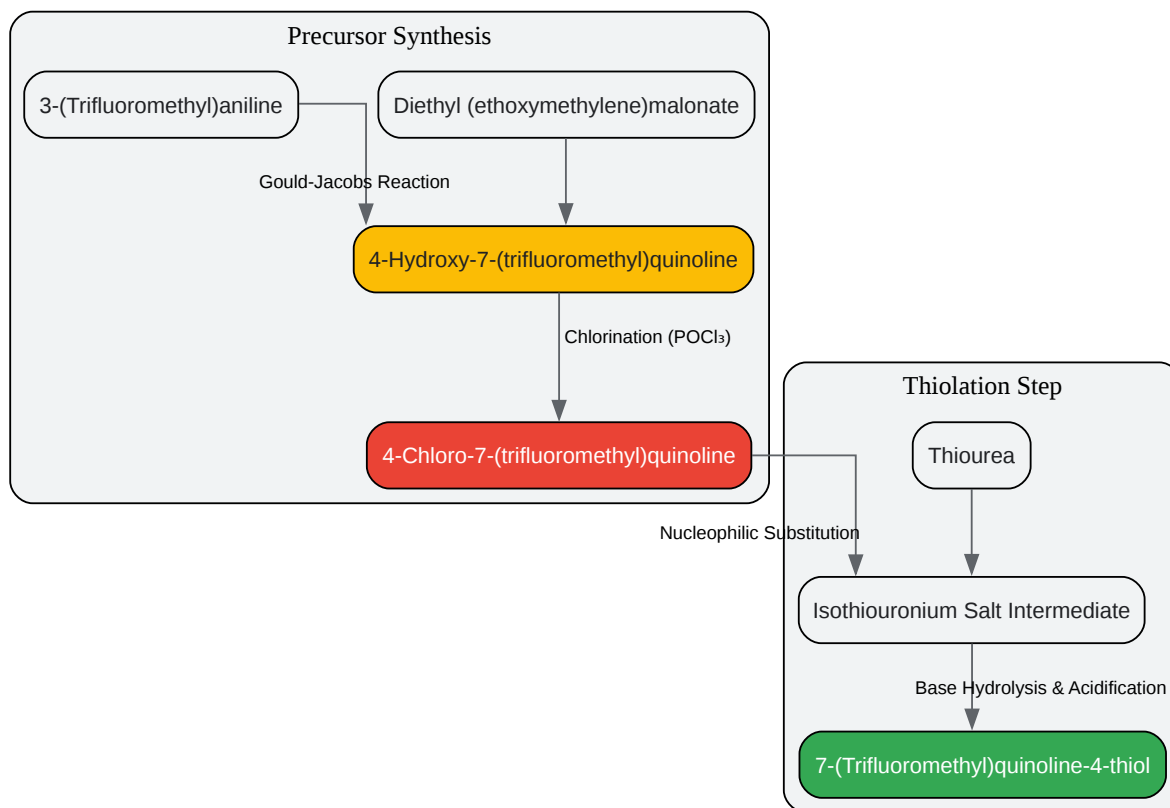 Precursor Synthesis
3-(Trifluoromethyl)aniline
Diethyl (ethoxymethylene)malonate
Gould-Jacobs Reaction
4-Hydroxy-7-(trifluoromethyl)quinoline
Chlorination (POCl₃)
4-Chloro-7-(trifluoromethyl)quinoline
Thiolation Step
Thiourea
Nucleophilic Substitution
Isothiouronium Salt Intermediate
Base Hydrolysis & Acidification
7-(Trifluoromethyl)quinoline-4-thiol